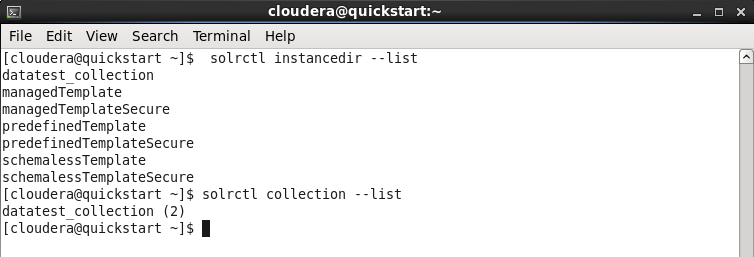 cloudera@quickstart:~
File Edit View Search Terminal Help
[cloudera@quickstart ~]$  solrctl instancedir --list
datatest_collection
managedTemplate
managedTemplateSecure
predefinedTemplate
predefinedTemplateSecure
schemalessTemplate
schemalessTemplateSecure
[cloudera@quickstart ~]$ solrctl collection --list
datatest_collection (2)
[cloudera@quickstart ~]$